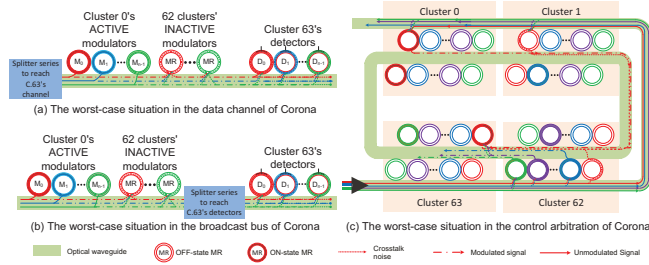 Cluster 0's
ACTIVE
modulators
62 clusters'
INACTIVE
modulators
Cluster 63's
detectors
Splitter series
to reach
C.63's
channel
M₀
M₁
Mₙ₋₁
MR
MR
D₀
D₁
Dₙ₋₁
(a) The worst-case situation in the data channel of Corona
Cluster 0's
ACTIVE
modulators
62 clusters'
INACTIVE
modulators
Cluster 63's
detectors
Splitter series
to reach
C.63's detectors
M₀
M₁
Mₙ₋₁
MR
MR
D₀
D₁
Dₙ₋₁
(b) The worst-case situation in the broadcast bus of Corona
Cluster 0
Cluster 1
Cluster 63
Cluster 62
(c) The worst-case situation in the control arbitration of Corona
Optical waveguide
MR
OFF-state MR
MR
ON-state MR
Crosstalk
noise
Modulated signal
Unmodulated Signal